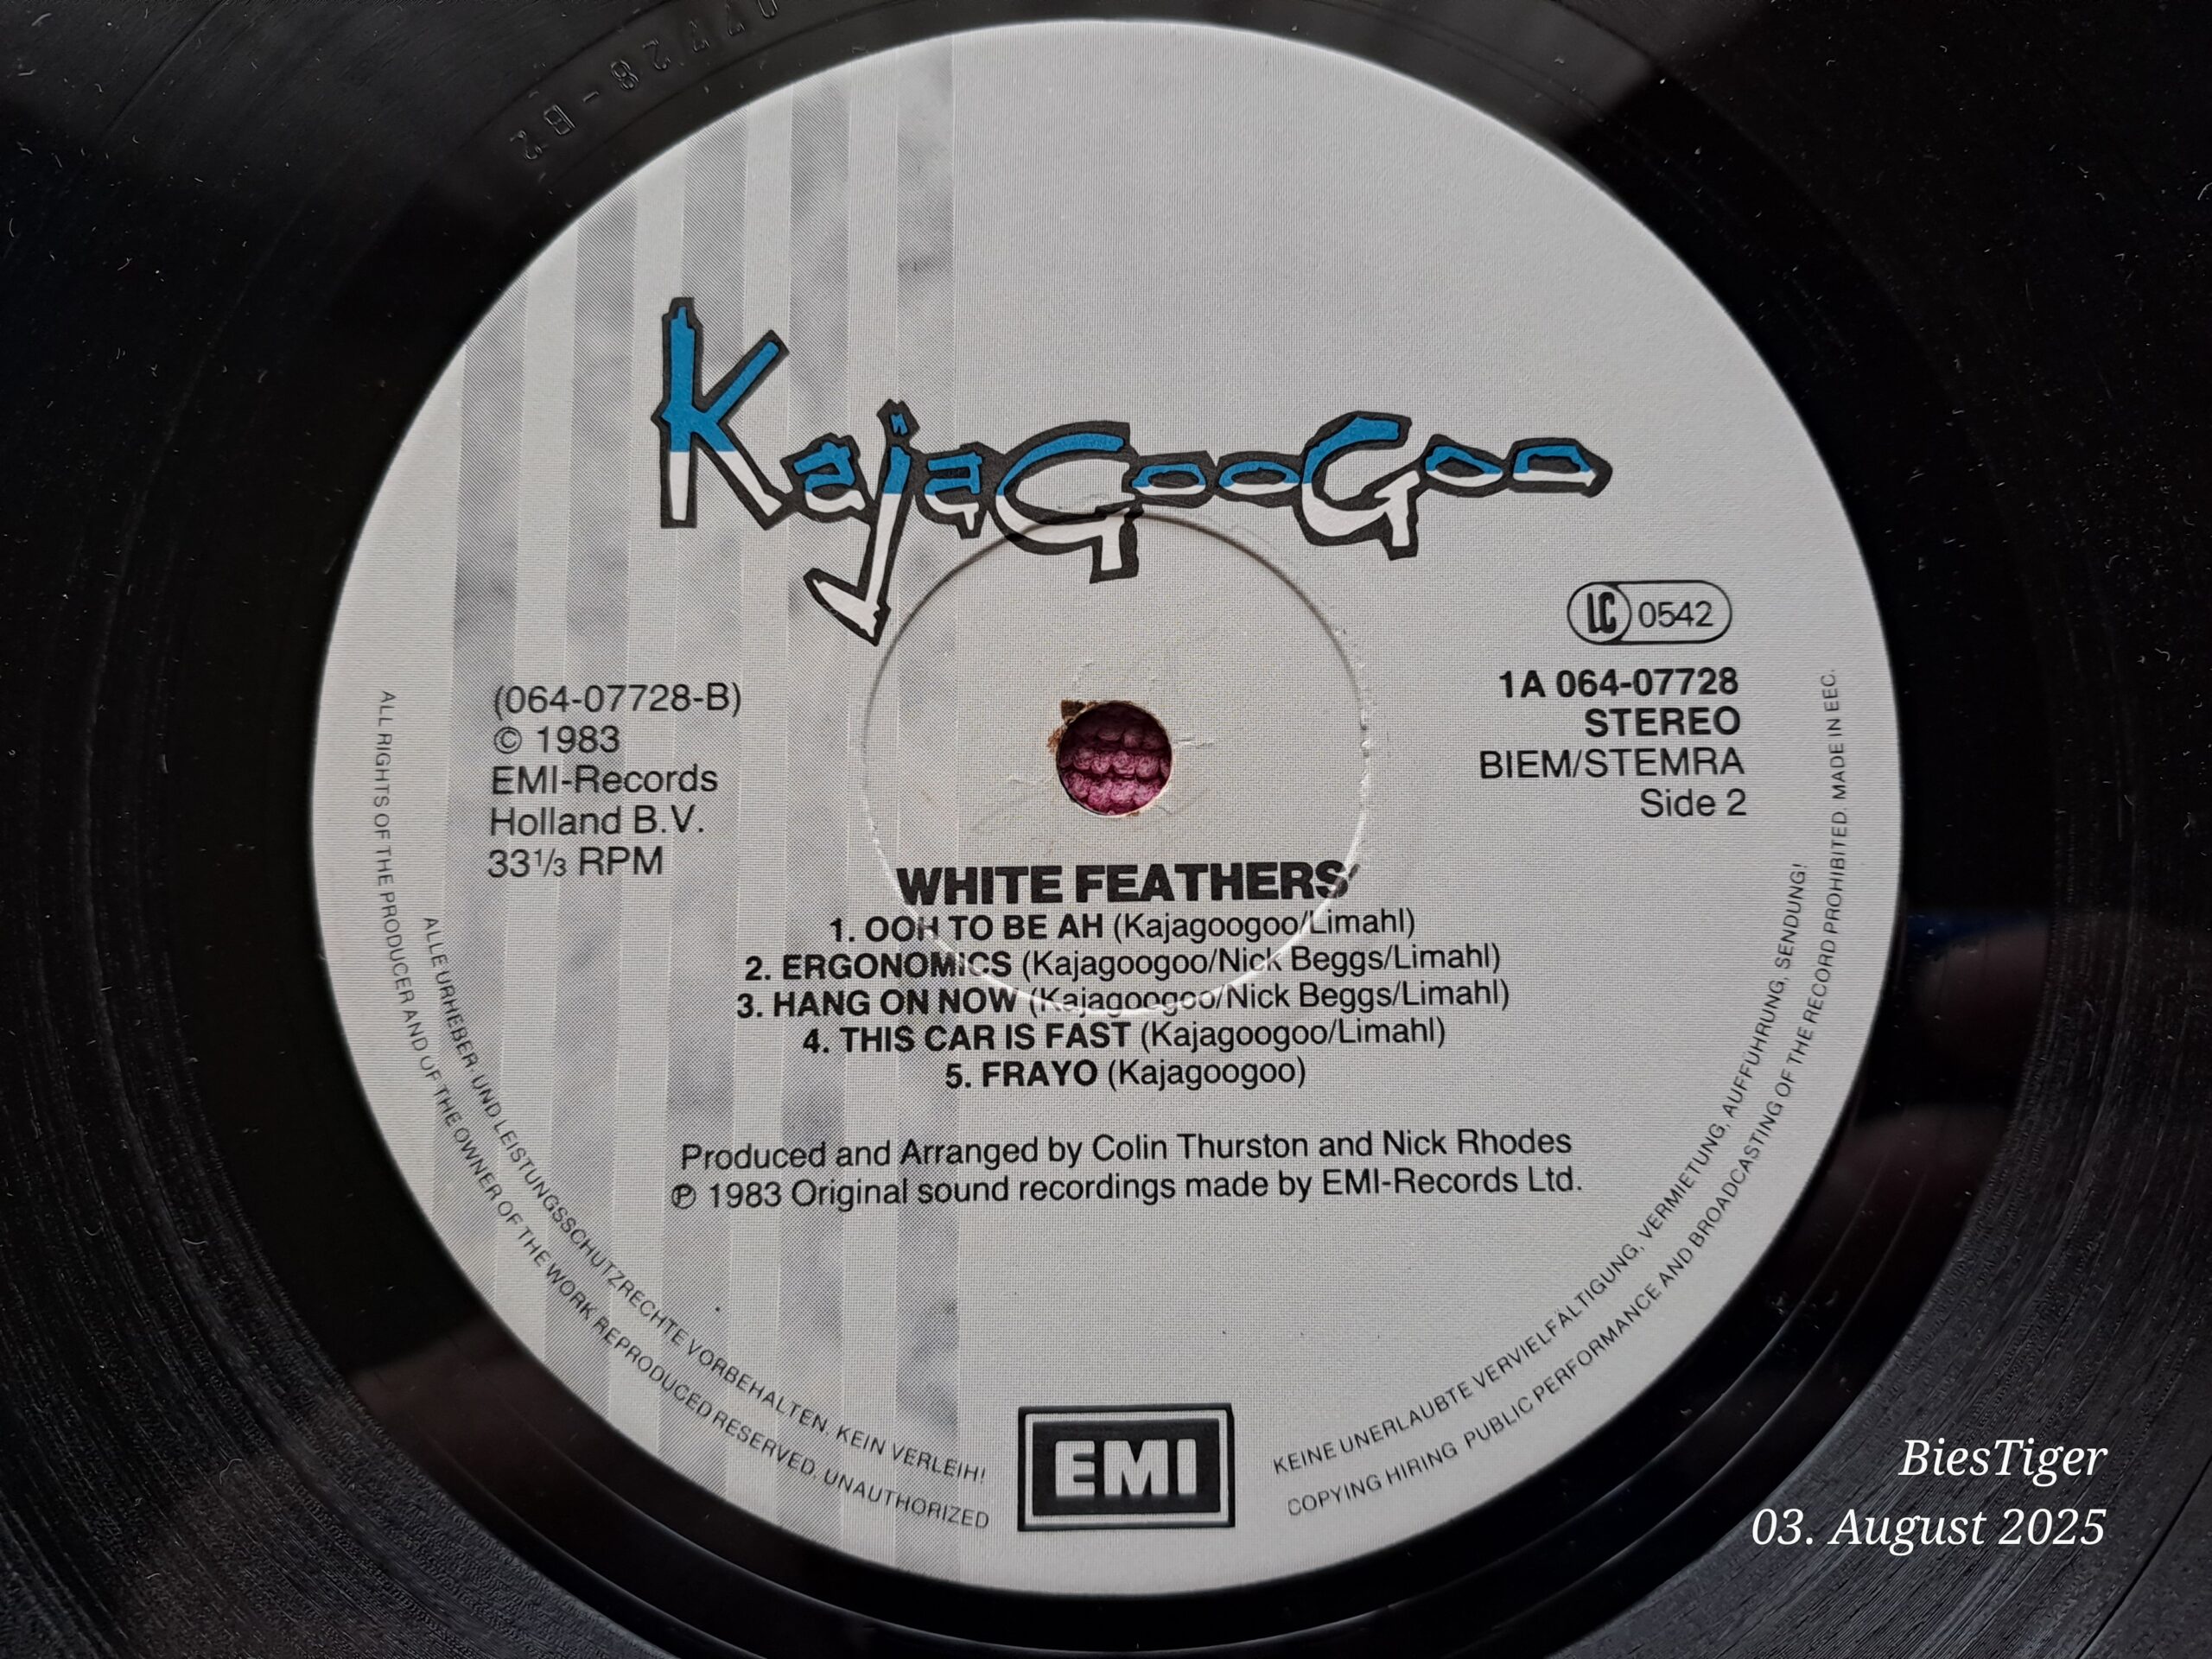 07728-B2
KajaGooGoo
LC 0542
(064-07728-B)
© 1983
EMI-Records
Holland B.V.
33⅓ RPM
1A 064-07728
STEREO
BIEM/STEMRA
Side 2
WHITE FEATHERS
1. OOH TO BE AH (Kajagoogoo/Limahl)
2. ERGONOMICS (Kajagoogoo/Nick Beggs/Limahl)
3. HANG ON NOW (Kajagoogoo/Nick Beggs/Limahl)
4. THIS CAR IS FAST (Kajagoogoo/Limahl)
5. FRAYO (Kajagoogoo)
Produced and Arranged by Colin Thurston and Nick Rhodes
℗ 1983 Original sound recordings made by EMI-Records Ltd.
ALLE URHEBER- UND LEISTUNGSSCHUTZRECHTE VORBEHALTEN. KEIN VERLEIH! KEINE UNERLAUBTE VERVIELFÄLTIGUNG, VERMIETUNG, AUFFÜHRUNG, SENDUNG!
ALL RIGHTS OF THE PRODUCER AND OF THE OWNER OF THE WORK REPRODUCED RESERVED. UNAUTHORIZED COPYING HIRING PUBLIC PERFORMANCE AND BROADCASTING OF THE RECORD PROHIBITED. MADE IN EEC.
EMI
BiesTiger
03. August 2025